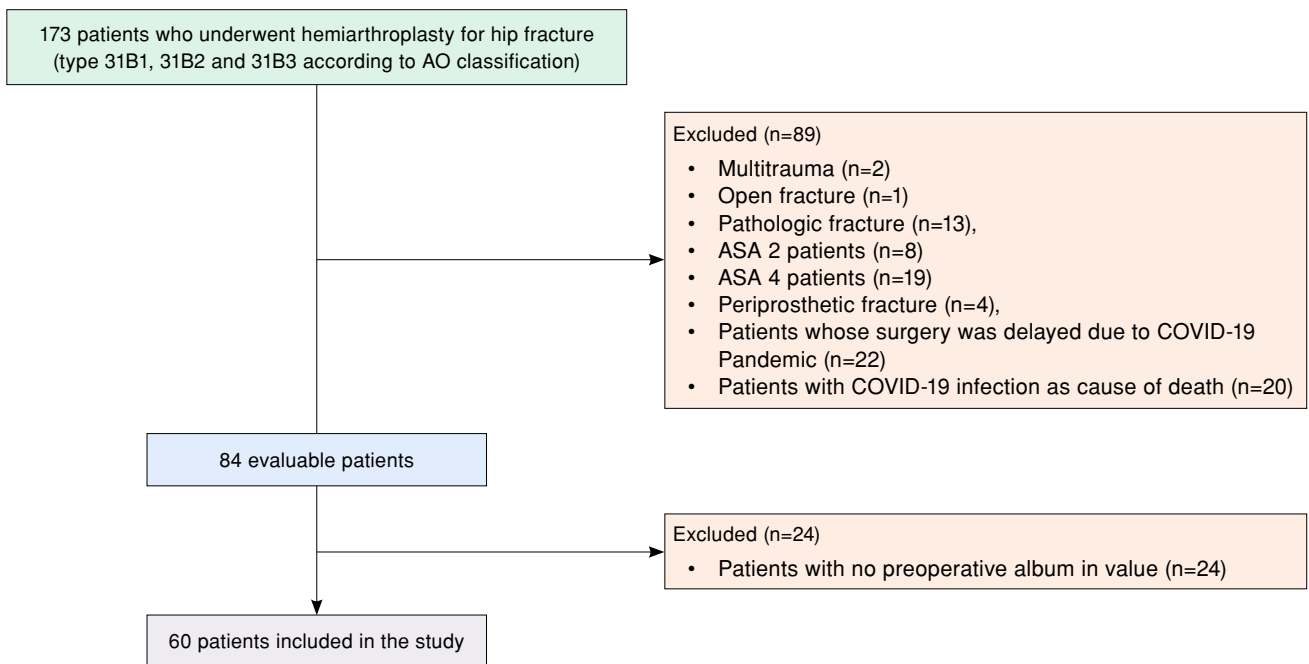 173 patients who underwent hemiarthroplasty for hip fracture
(type 31B1, 31B2 and 31B3 according to AO classification)
Excluded (n=89)
• Multitrauma (n=2)
• Open fracture (n=1)
• Pathologic fracture (n=13),
• ASA 2 patients (n=8)
• ASA 4 patients (n=19)
• Periprosthetic fracture (n=4),
• Patients whose surgery was delayed due to COVID-19
Pandemic (n=22)
• Patients with COVID-19 infection as cause of death (n=20)
84 evaluable patients
Excluded (n=24)
• Patients with no preoperative album in value (n=24)
60 patients included in the study